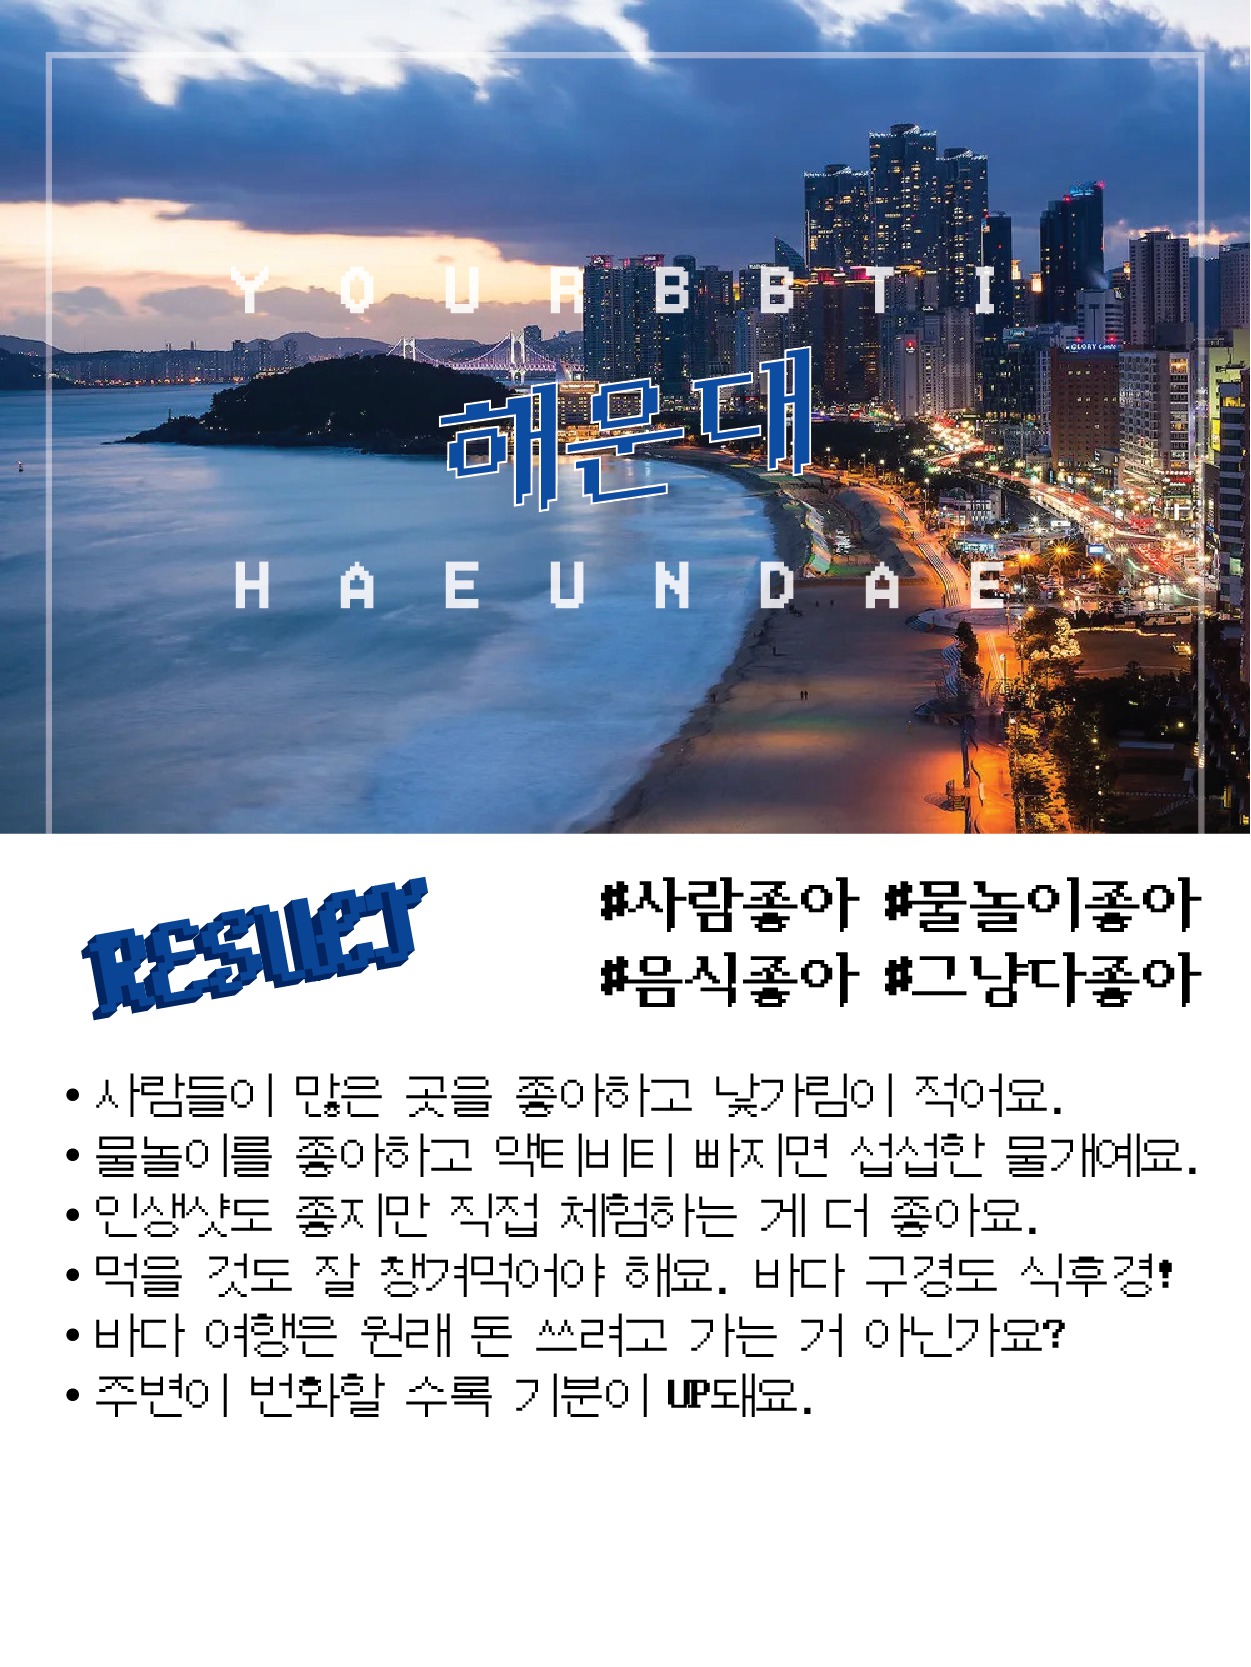 YOUR BBTI
해운대
HAEUNDAE
RESULT
#사람좋아 #물놀이좋아
#음식좋아 #그냥다좋아
• 사람들이 많은 곳을 좋아하고 낯가림이 적어요.
• 물놀이를 좋아하고 액티비티 빠지면 섭섭한 물개예요.
• 인생샷도 좋지만 직접 체험하는 게 더 좋아요.
• 먹을 것도 잘 챙겨먹어야 해요. 바다 구경도 식후경!
• 바다 여행은 원래 돈 쓰려고 가는 거 아닌가요?
• 주변이 번화할 수록 기분이 UP돼요.